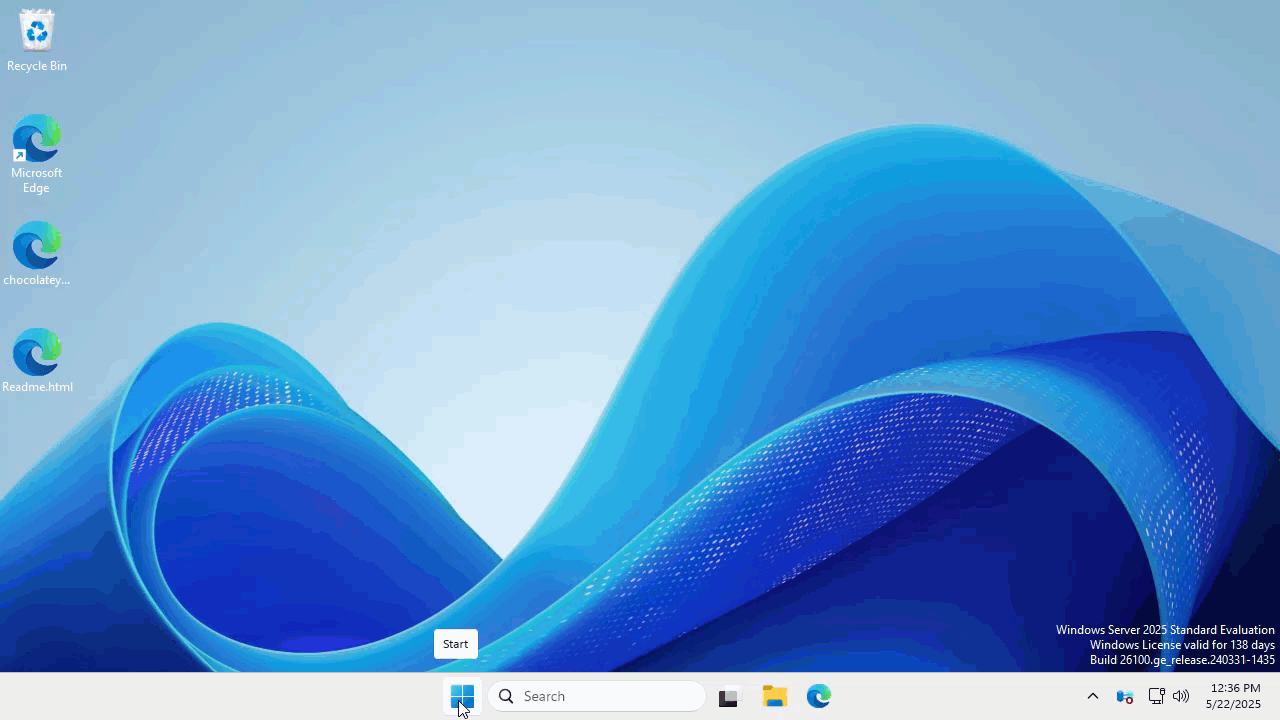 Recycle Bin
Microsoft
Edge
chocolatey...
Readme.html
Windows Server 2025 Standard Evaluation
Windows License valid for 138 days
Build 26100.ge_release.240331-1435
Start
Search
12:36 PM
5/22/2025